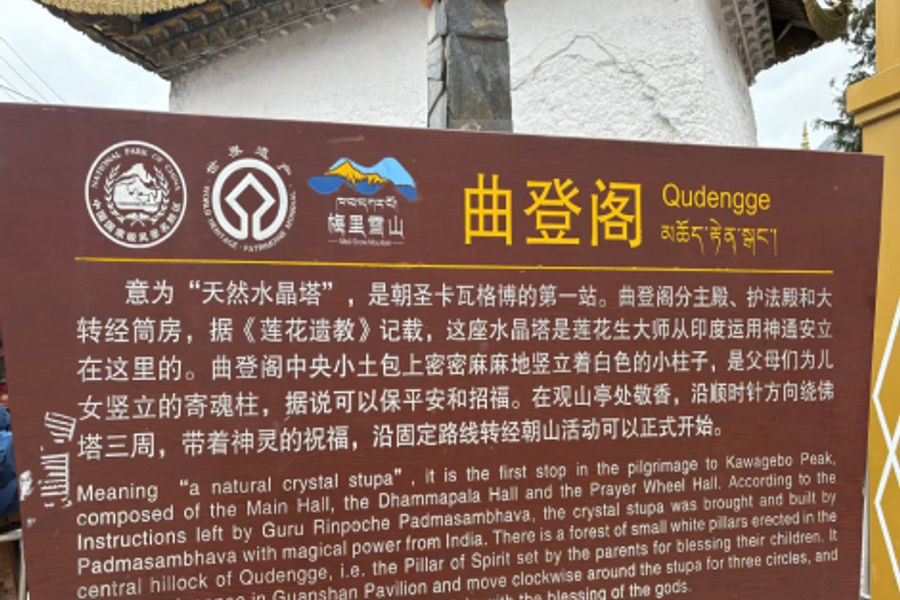 NATIONAL PARK OF CHINA
中国国家级风景名胜区
世界遗产
WORLD HERITAGE · PATRIMOINE MONDIAL
梅里雪山
Meili Snow Mountain
曲登阁
Qudengge
མཆོད་རྟེན་སྒང་།
意为“天然水晶塔”，是朝圣卡瓦格博的第一站。曲登阁分主殿、护法殿和大
转经筒房，据《莲花遗教》记载，这座水晶塔是莲花生大师从印度运用神通安立
在这里的。曲登阁中央小土包上密密麻麻地竖立着白色的小柱子，是父母们为儿
女竖立的寄魂柱，据说可以保平安和招福。在观山亭处敬香，沿顺时针方向绕佛
塔三周，带着神灵的祝福，沿固定路线转经朝山活动可以正式开始。
Meaning “a natural crystal stupa”, it is the first stop in the pilgrimage to Kawagebo Peak,
composed of the Main Hall, the Dhammapala Hall and the Prayer Wheel Hall. According to the
Instructions left by Guru Rinpoche Padmasambhava, the crystal stupa was brought and built by
Padmasambhava with magical power from India. There is a forest of small white pillars erected in the
central hillock of Qudengge, i.e. the Pillar of Spirit set by the parents for blessing their children. It
in Guanshan Pavilion and move clockwise around the stupa for three circles, and
with the blessing of the gods.